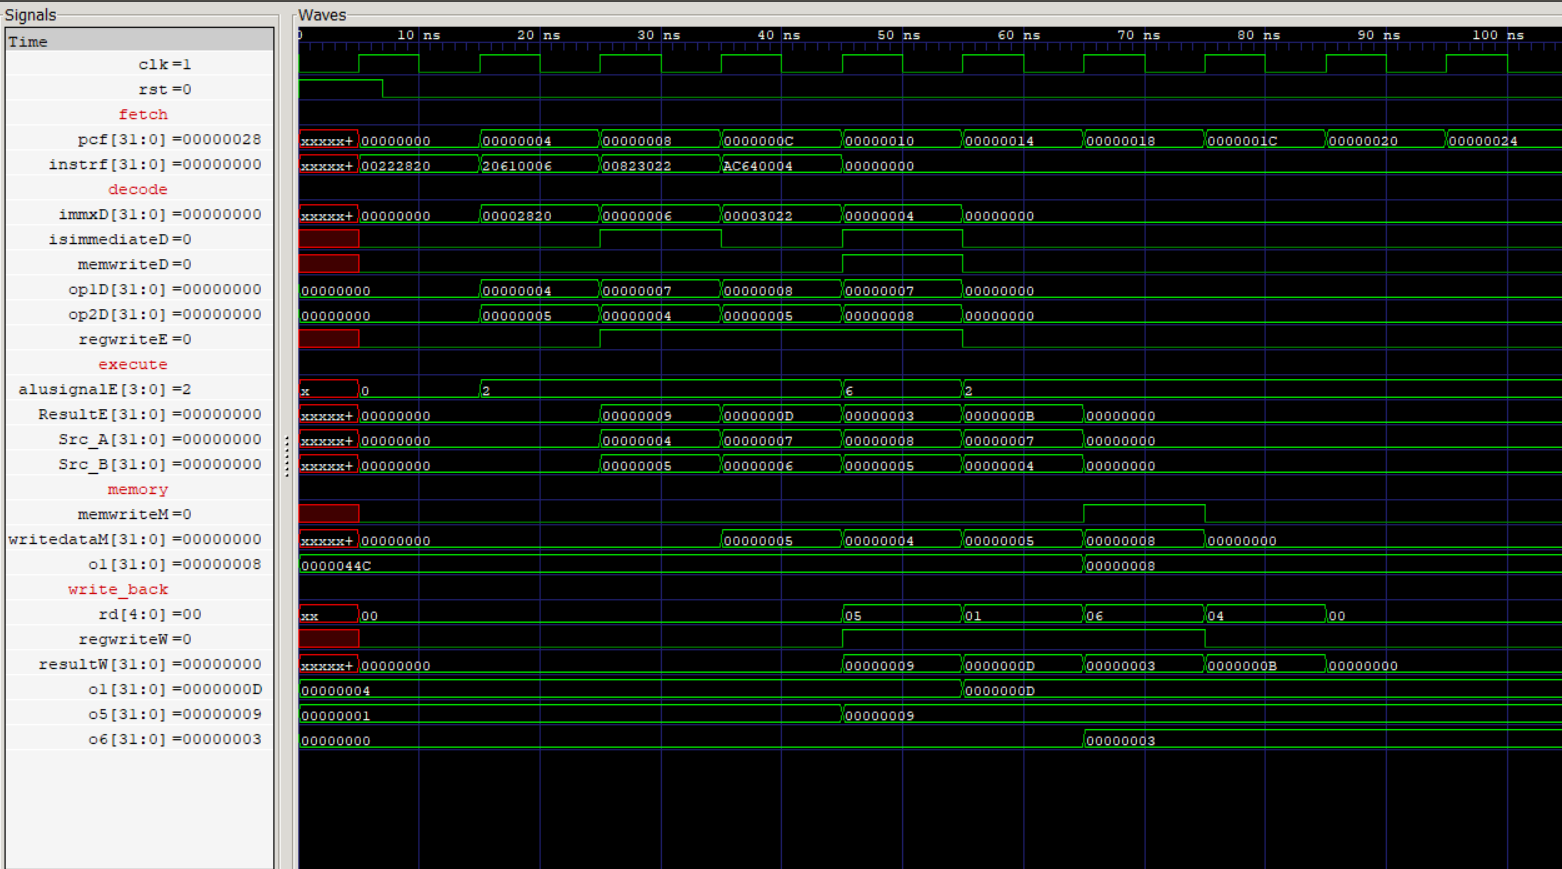 Signals Waves
Time 0 10 ns 20 ns 30 ns 40 ns 50 ns 60 ns 70 ns 80 ns 90 ns 100 ns
clk=1
rst=0
fetch
pcf[31:0]=00000028 xxxxx+ 00000000 00000004 00000008 0000000C 00000010 00000014 00000018 0000001C 00000020 00000024
instrf[31:0]=00000000 xxxxx+ 00222820 20610006 00823022 AC640004 00000000
decode
immxD[31:0]=00000000 xxxxx+ 00000000 00002820 00000006 00003022 00000004 00000000
isimmediateD=0
memwriteD=0
op1D[31:0]=00000000 00000000 00000004 00000007 00000008 00000007 00000000
op2D[31:0]=00000000 00000000 00000005 00000004 00000005 00000008 00000000
regwriteE=0
execute
alusignalE[3:0]=2 x 0 2 6 2
ResultE[31:0]=00000000 xxxxx+ 00000000 00000009 0000000D 00000003 0000000B 00000000
Src_A[31:0]=00000000 xxxxx+ 00000000 00000004 00000007 00000008 00000007 00000000
Src_B[31:0]=00000000 xxxxx+ 00000000 00000005 00000006 00000005 00000004 00000000
memory
memwriteM=0
writedataM[31:0]=00000000 xxxxx+ 00000000 00000005 00000004 00000005 00000008 00000000
o1[31:0]=00000008 0000044C 00000008
write_back
rd[4:0]=00 xx 00 05 01 06 04 00
regwriteW=0
resultW[31:0]=00000000 xxxxx+ 00000000 00000009 0000000D 00000003 0000000B 00000000
o1[31:0]=0000000D 00000004 0000000D
o5[31:0]=00000009 00000001 00000009
o6[31:0]=00000003 00000000 00000003